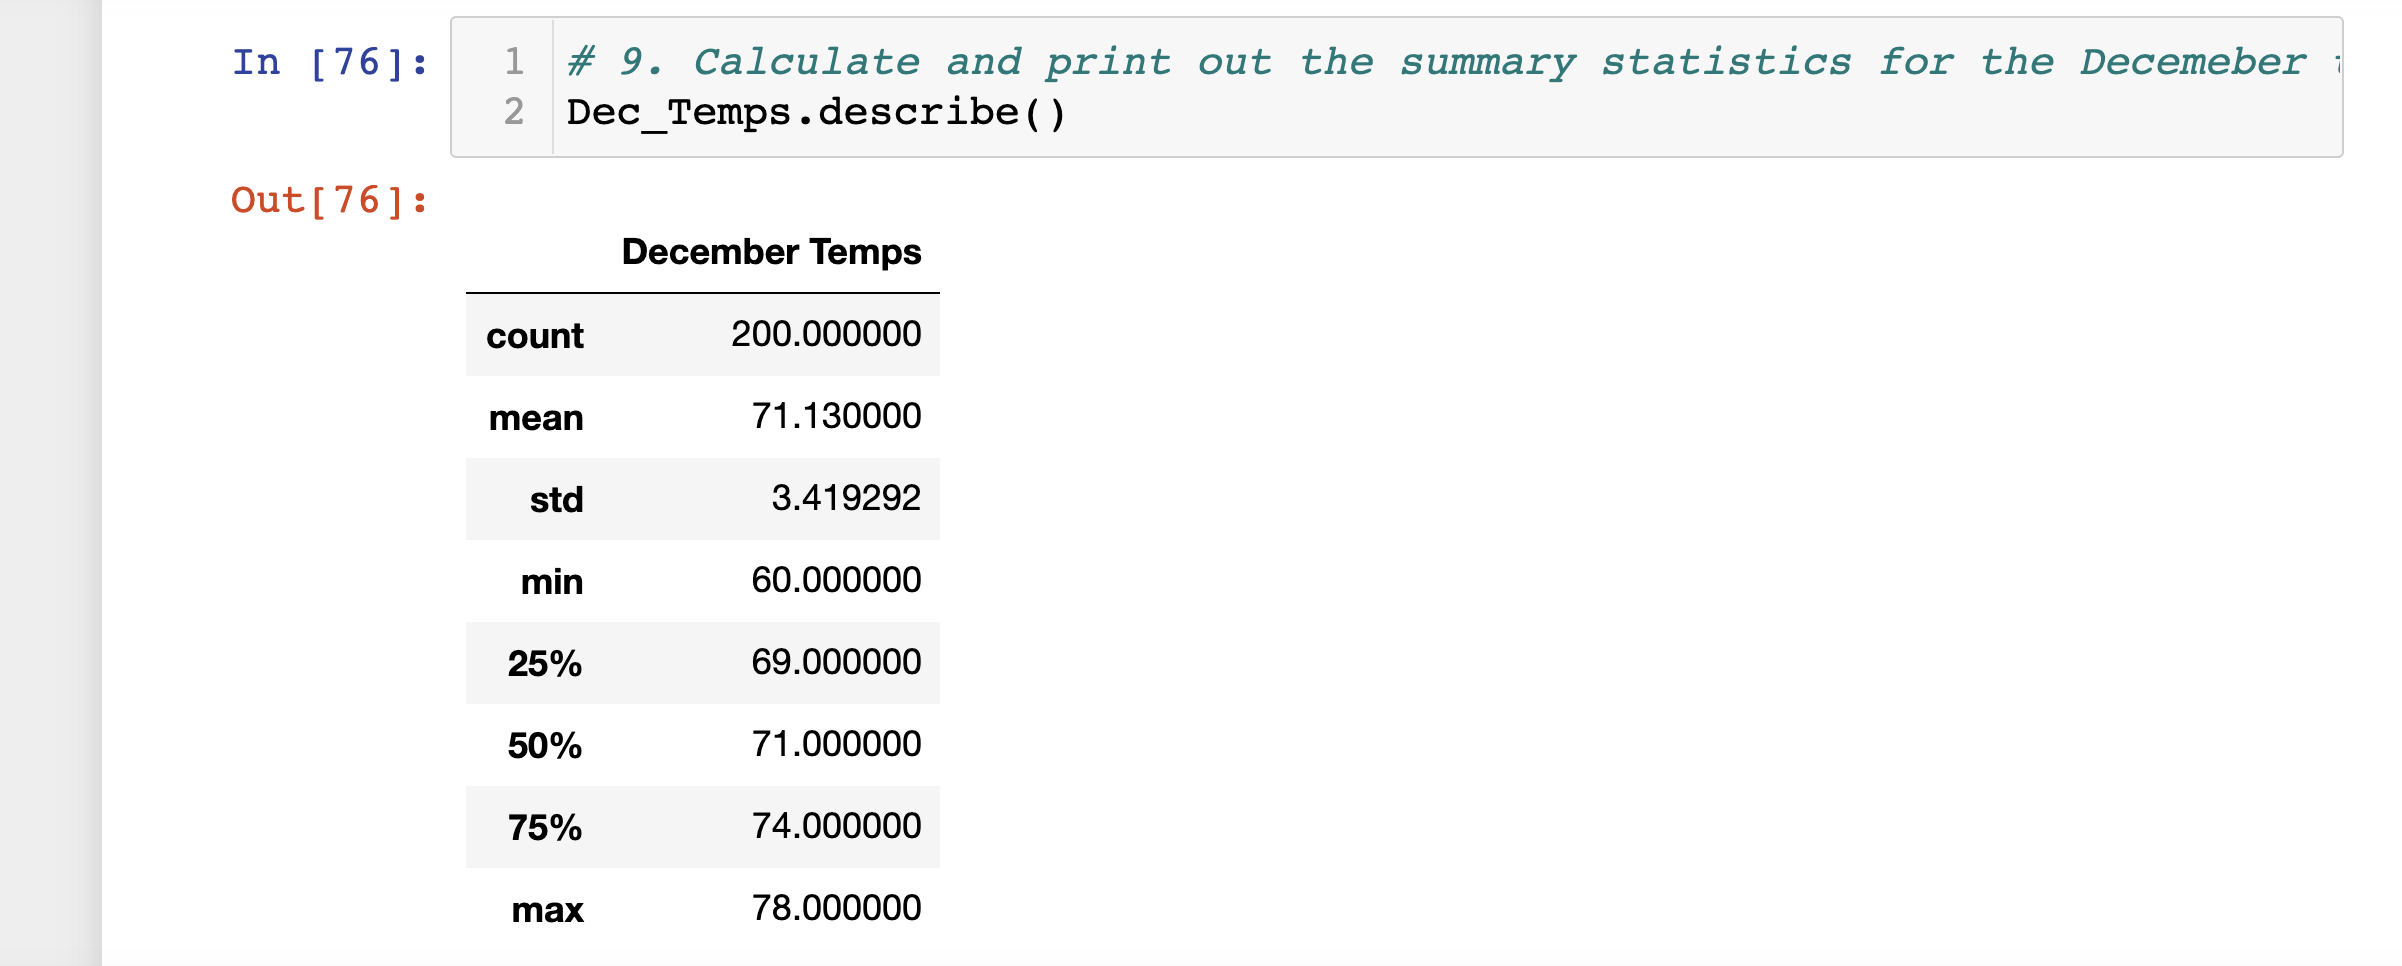 In [76]:
1 # 9. Calculate and print out the summary statistics for the Decemeber
2 Dec_Temps.describe()
Out[76]:
December Temps
count 200.000000
mean 71.130000
std 3.419292
min 60.000000
25% 69.000000
50% 71.000000
75% 74.000000
max 78.000000